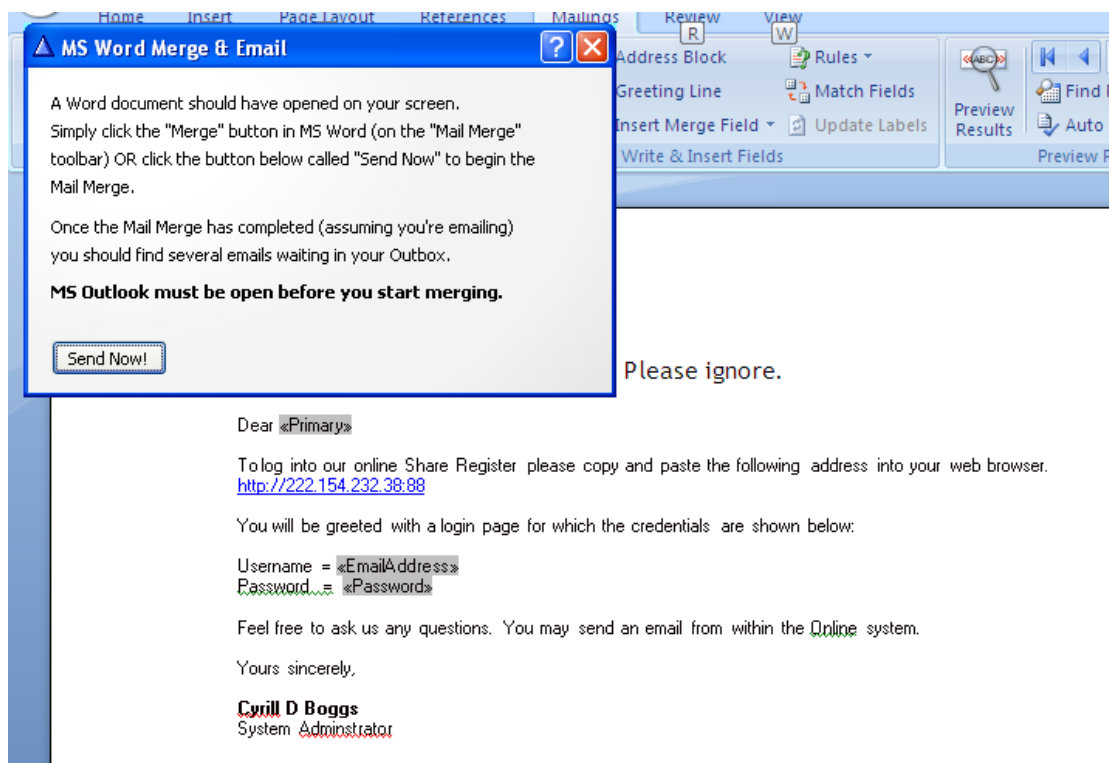 Home Insert Page Layout References Mailings Review View
R W
MS Word Merge & Email
Address Block Rules
Greeting Line Match Fields
Insert Merge Field Update Labels
Write & Insert Fields
«ABC»
Preview
Results
Find
Auto
Preview
A Word document should have opened on your screen.
Simply click the "Merge" button in MS Word (on the "Mail Merge"
toolbar) OR click the button below called "Send Now" to begin the
Mail Merge.
Once the Mail Merge has completed (assuming you're emailing)
you should find several emails waiting in your Outbox.
MS Outlook must be open before you start merging.
Send Now!
Please ignore.
Dear «Primary»
To log into our online Share Register please copy and paste the following address into your web browser.
http://222.154.232.38:88
You will be greeted with a login page for which the credentials are shown below:
Username = «EmailAddress»
Password = «Password»
Feel free to ask us any questions. You may send an email from within the Online system.
Yours sincerely,
Cyrill D Boggs
System Adminstrator